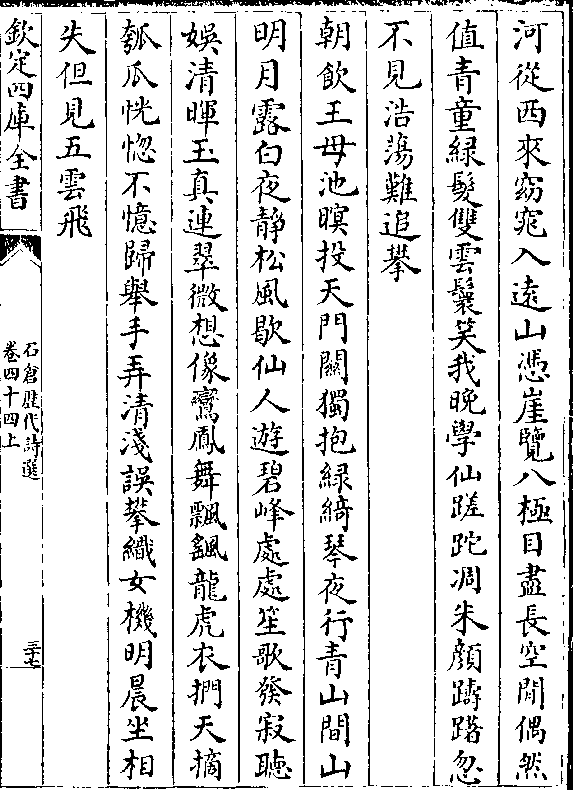 河從西來窈窕入遠山憑崖覽八極目盡長空閒偶然
值青童綠髮雙雲鬟笑我晚學仙蹉跎凋朱顔躊躇忽
不見浩蕩難追攀
朝飲王母池暝投天門關獨抱綠綺琴夜行青山間山
明月露白夜静松風歇仙人遊碧峰處處笙歌發寂聽
娯清暉玉真連翠微想像鸞鳳舞飄颻龍虎衣捫天摘
瓠瓜恍惚不憶歸舉手弄清淺誤攀織女機明晨坐相
失但見五雲飛
欽定四庫全書
石倉歷代詩選
卷四十四上
三十七